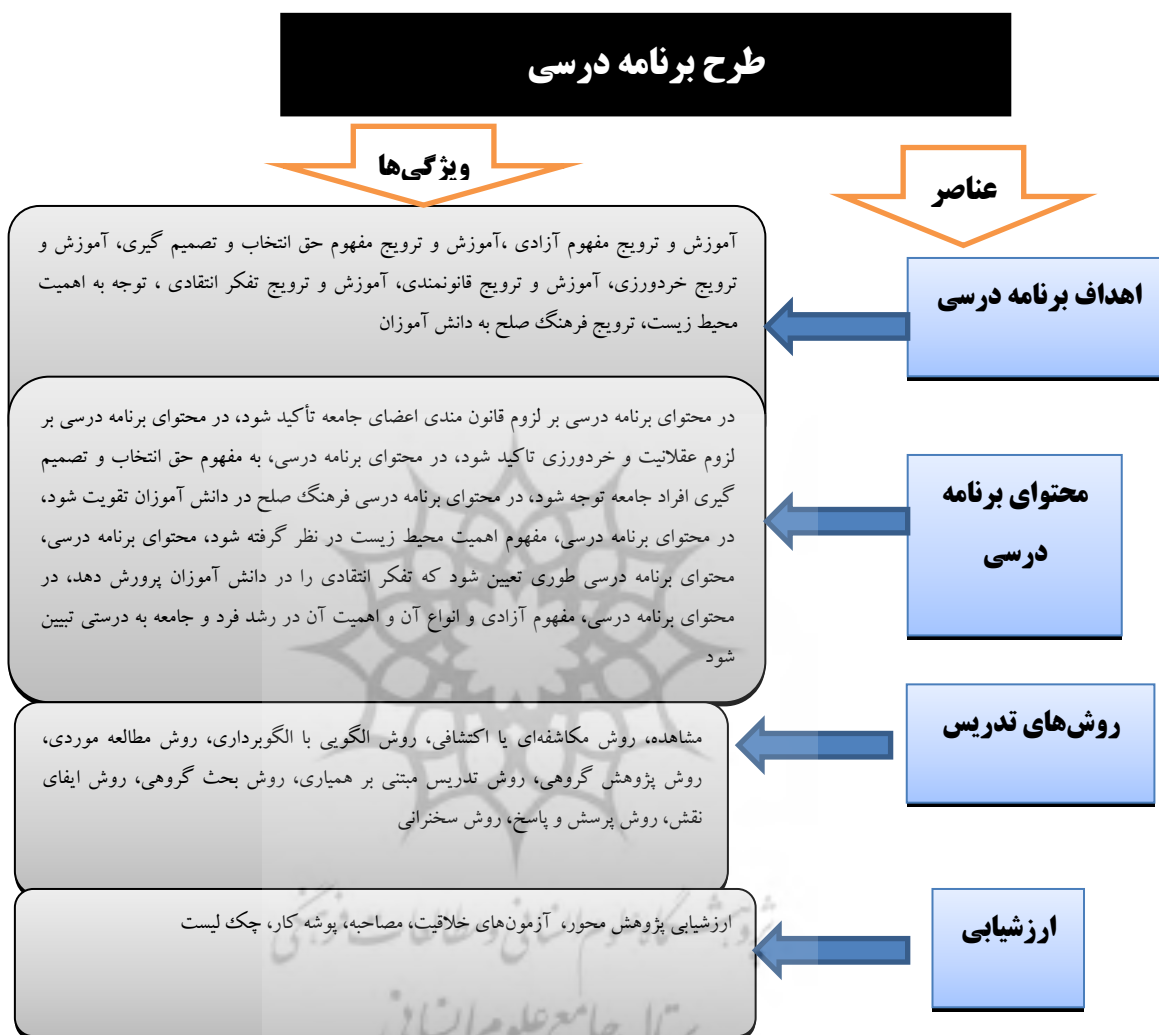 طرح برنامه درسی
عناصر
ویژگی‌ها
اهداف برنامه درسی
آموزش و ترویج مفهوم آزادی ،آموزش و ترویج مفهوم حق انتخاب و تصمیم گیری، آموزش و
ترویج خردورزی، آموزش و ترویج قانونمندی، آموزش و ترویج تفکر انتقادی ، توجه به اهمیت
محیط زیست، ترویج فرهنگ صلح به دانش آموزان
محتوای برنامه
درسی
در محتوای برنامه درسی بر لزوم قانون مندی اعضای جامعه تأکید شود، در محتوای برنامه درسی بر
لزوم عقلانیت و خردورزی تاکید شود، در محتوای برنامه درسی، به مفهوم حق انتخاب و تصمیم
گیری افراد جامعه توجه شود، در محتوای برنامه درسی فرهنگ صلح در دانش آموزان تقویت شود،
در محتوای برنامه درسی، مفهوم اهمیت محیط زیست در نظر گرفته شود، محتوای برنامه درسی،
محتوای برنامه درسی طوری تعیین شود که تفکر انتقادی را در دانش آموزان پرورش دهد، در
محتوای برنامه درسی، مفهوم آزادی و انواع آن و اهمیت آن در رشد فرد و جامعه به درستی تبیین
شود
روش‌های تدریس
مشاهده، روش مکاشفه‌ای یا اکتشافی، روش الگویی با الگوبرداری، روش مطالعه موردی،
روش پژوهش گروهی، روش تدریس مبتنی بر همیاری، روش بحث گروهی، روش ایفای
نقش، روش پرسش و پاسخ، روش سخنرانی
ارزشیابی
ارزشیابی پژوهش محور، آزمون‌های خلاقیت، مصاحبه، پوشه کار، چک لیست
پژوهشگاه علوم انسانی و مطالعات فرهنگی
پرتال جامع علوم انسانی